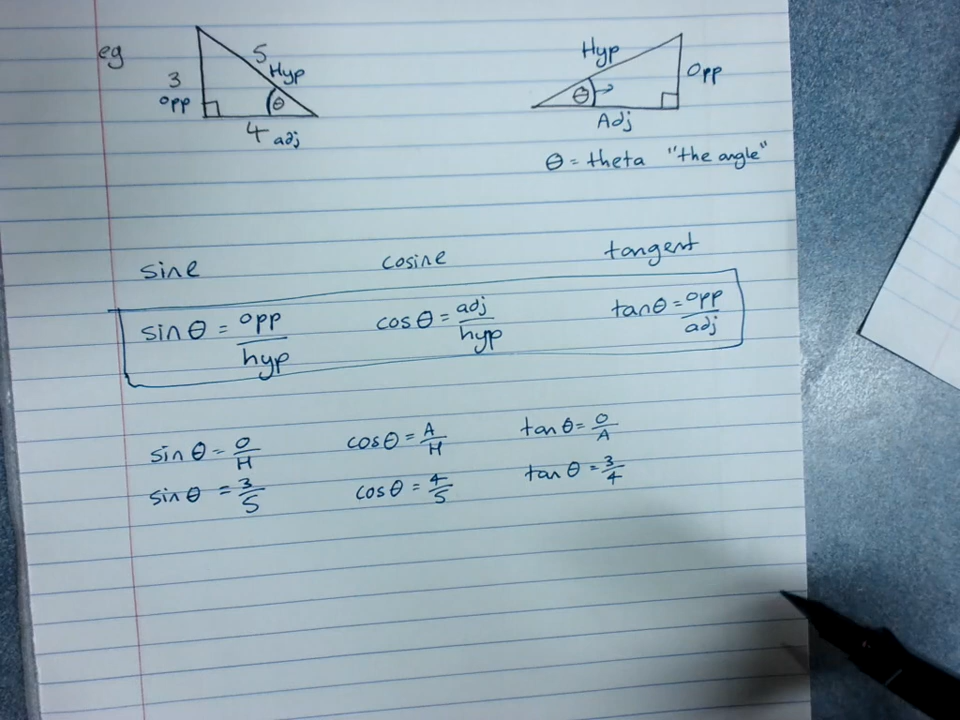 eg
5
Hyp
3
opp
θ
4 adj
Hyp
Opp
θ
Adj
θ = theta "the angle"
sine cosine tangent
sin θ = opp/hyp cos θ = adj/hyp tan θ = opp/adj
sin θ = O/H cos θ = A/H tan θ = O/A
sin θ = 3/5 cos θ = 4/5 tan θ = 3/4